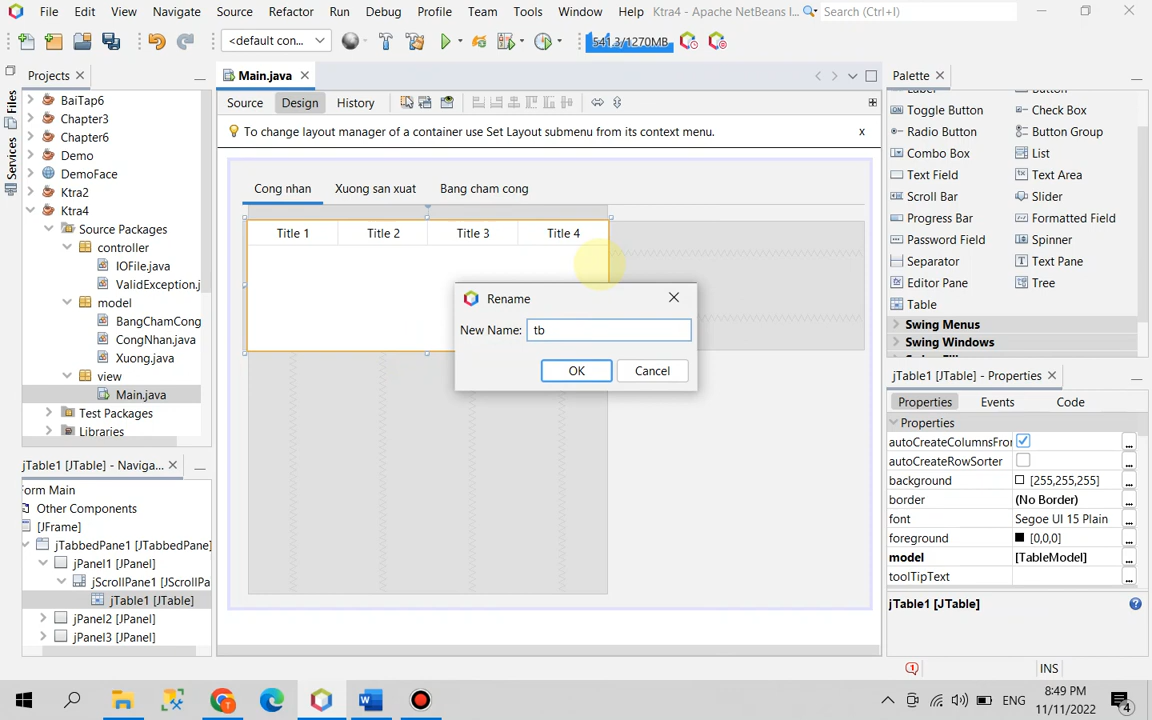 File Edit View Navigate Source Refactor Run Debug Profile Team Tools Window Help Ktra4 - Apache NetBeans I... Search (Ctrl+I)
<default con... 541.3/1270MB
Projects
Main.java
Palette
Files
Services
BaiTap6
Chapter3
Chapter6
Demo
DemoFace
Ktra2
Ktra4
Source Packages
controller
IOFile.java
ValidException.j
model
BangChamCong
CongNhan.java
Xuong.java
view
Main.java
Test Packages
Libraries
Source Design History
To change layout manager of a container use Set Layout submenu from its context menu. x
Cong nhan Xuong san xuat Bang cham cong
Title 1 Title 2 Title 3 Title 4
Rename
New Name: tb
OK Cancel
Toggle Button Check Box
Radio Button Button Group
Combo Box List
Text Field Text Area
Scroll Bar Slider
Progress Bar Formatted Field
Password Field Spinner
Separator Text Pane
Editor Pane Tree
Table
Swing Menus
Swing Windows
jTable1 [JTable] - Properties
Properties Events Code
Properties
autoCreateColumnsFror
autoCreateRowSorter
background [255,255,255]
border (No Border)
font Segoe UI 15 Plain
foreground [0,0,0]
model [TableModel]
toolTipText
jTable1 [JTable]
jTable1 [JTable] - Naviga...
Form Main
Other Components
[JFrame]
jTabbedPane1 [JTabbedPane]
jPanel1 [JPanel]
jScrollPane1 [JScrollPa
jTable1 [JTable]
jPanel2 [JPanel]
jPanel3 [JPanel]
INS
ENG
8:49 PM
11/11/2022
4